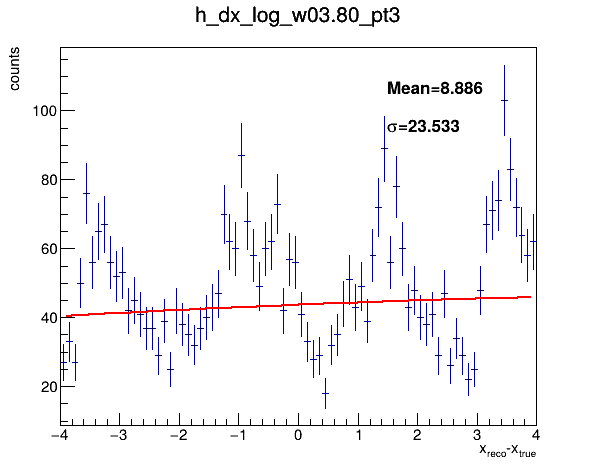 h_dx_log_w03.80_pt3
counts
Mean=8.886
σ=23.533
100
80
60
40
20
−4 −3 −2 −1 0 1 2 3 4
x_reco-x_true